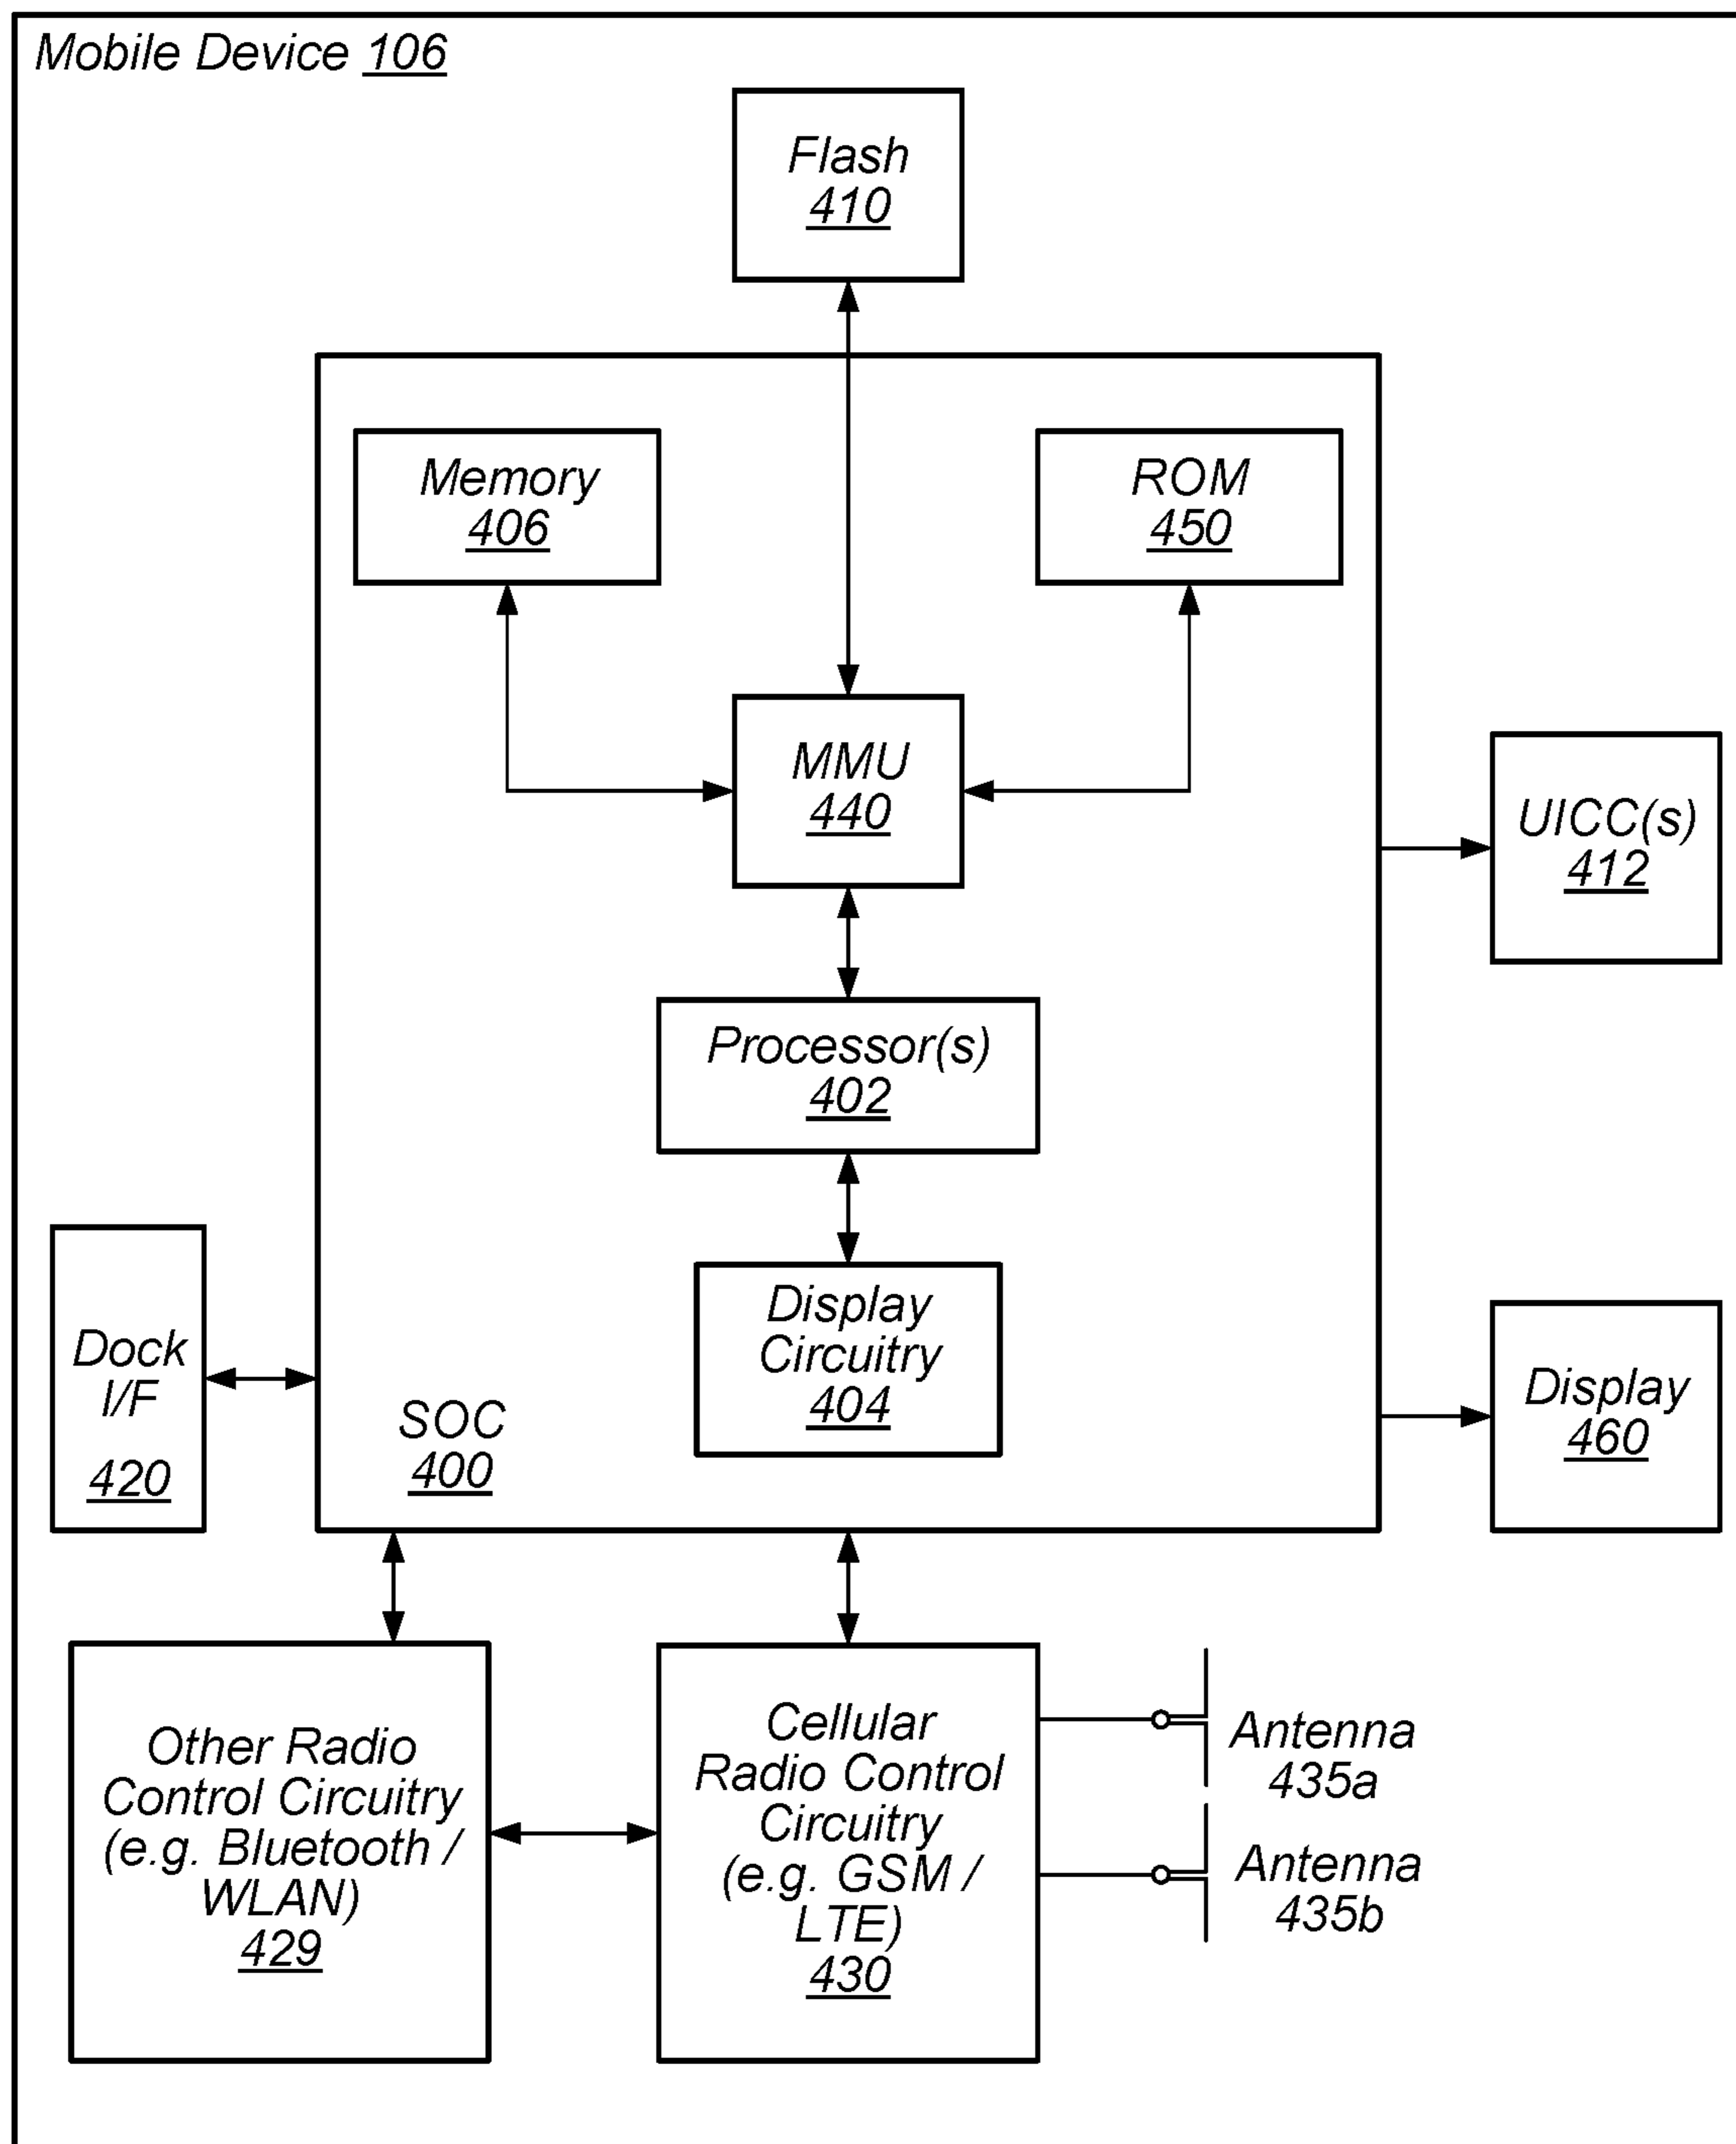 Mobile Device 106
Flash
410
Memory
406
ROM
450
MMU
440
UICC(s)
412
Processor(s)
402
Display
Circuitry
404
Dock
I/F
420
SOC
400
Display
460
Other Radio
Control Circuitry
(e.g. Bluetooth /
WLAN)
429
Cellular
Radio Control
Circuitry
(e.g. GSM /
LTE)
430
Antenna
435a
Antenna
435b